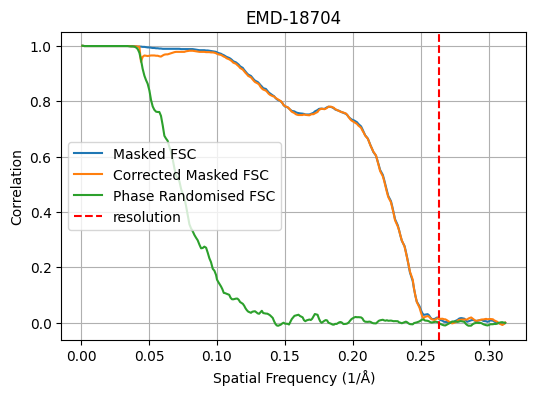 EMD-18704
1.0
0.8
0.6
0.4
0.2
0.0
Correlation
Masked FSC
Corrected Masked FSC
Phase Randomised FSC
resolution
0.00 0.05 0.10 0.15 0.20 0.25 0.30
Spatial Frequency (1/Å)